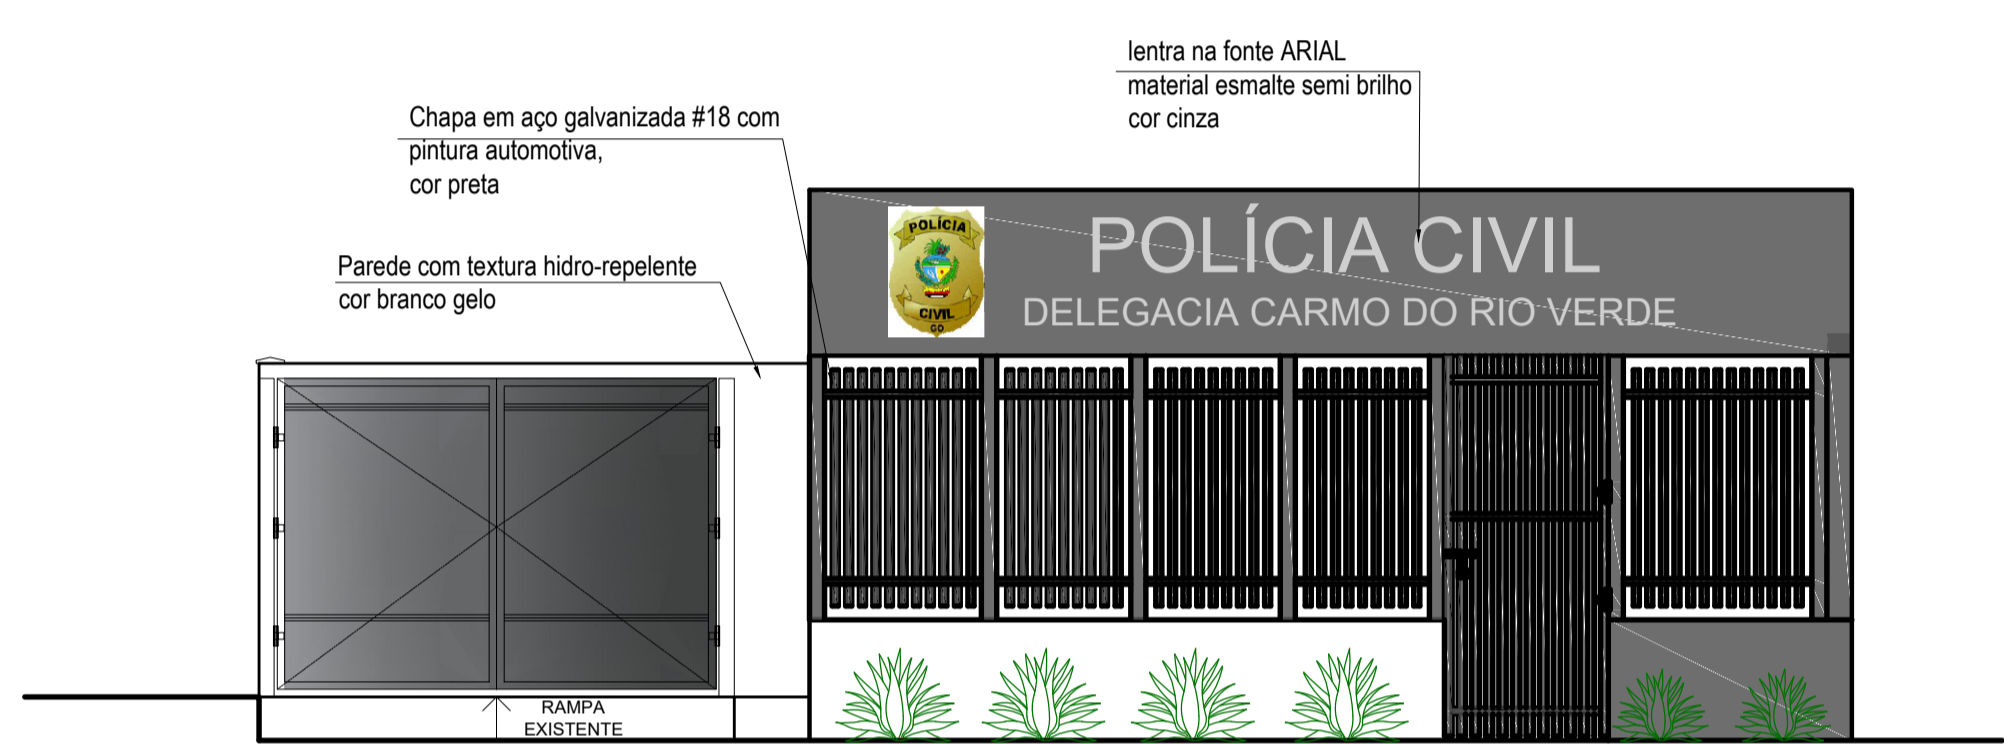 lentra na fonte ARIAL
material esmalte semi brilho
cor cinza
Chapa em aço galvanizada #18 com
pintura automotiva,
cor preta
Parede com textura hidro-repelente
cor branco gelo
POLÍCIA
CIVIL
GO
POLÍCIA CIVIL
DELEGACIA CARMO DO RIO VERDE
RAMPA
EXISTENTE